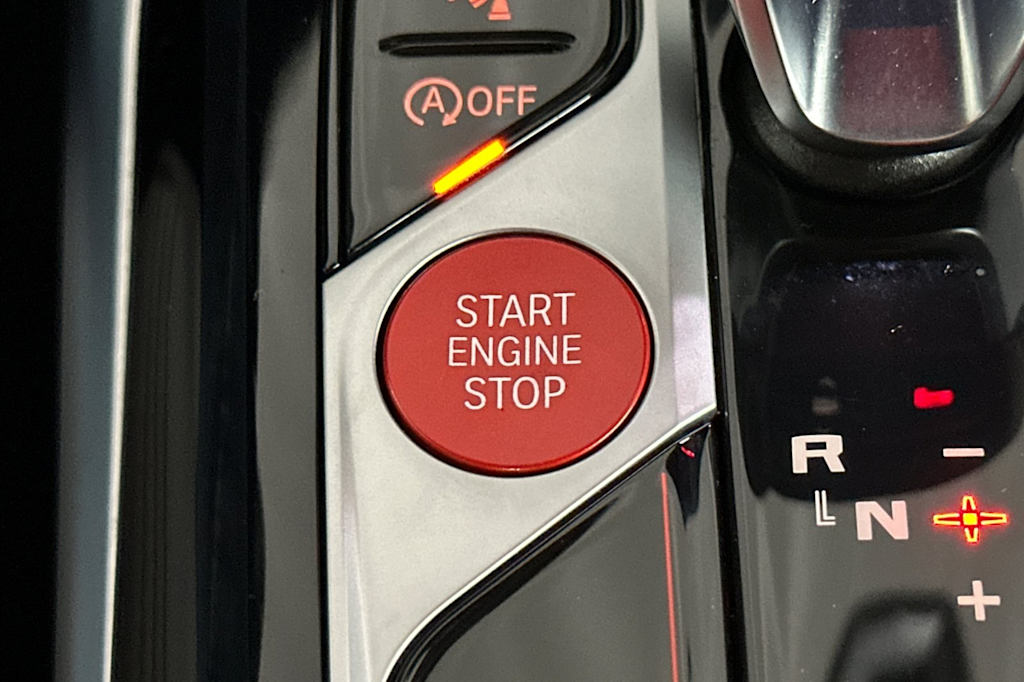 A OFF
START
ENGINE
STOP
R −
N
+